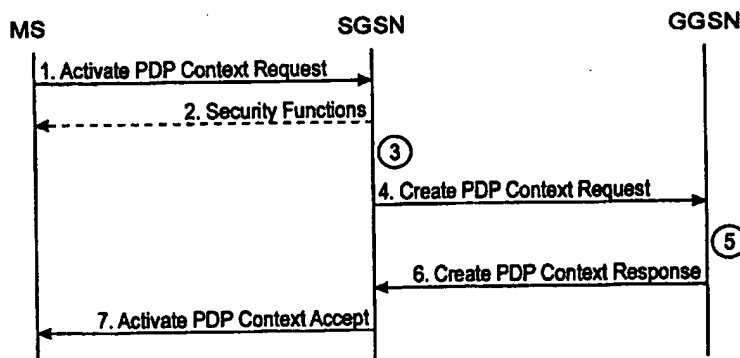 MS
SGSN
GGSN
1. Activate PDP Context Request
2. Security Functions
3
4. Create PDP Context Request
5
6. Create PDP Context Response
7. Activate PDP Context Accept